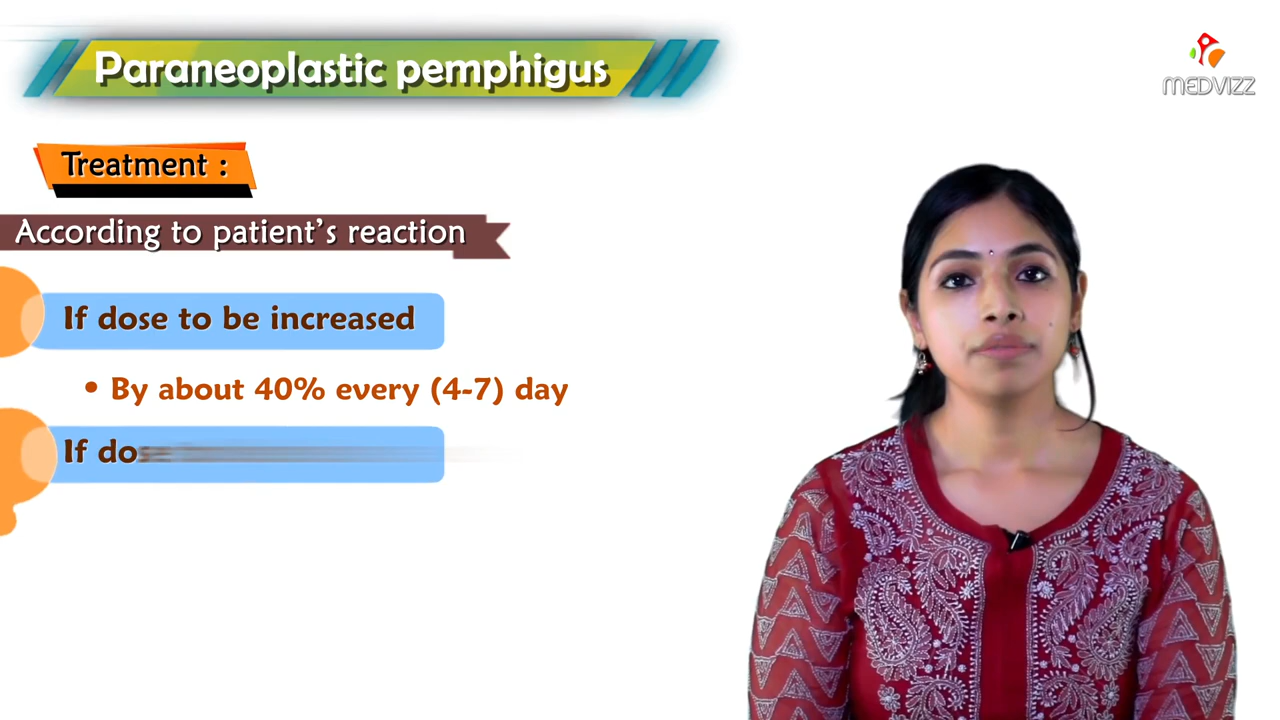 Paraneoplastic pemphigus
MEDVIZZ
Treatment :
According to patient's reaction
If dose to be increased
• By about 40% every (4-7) day
If dose